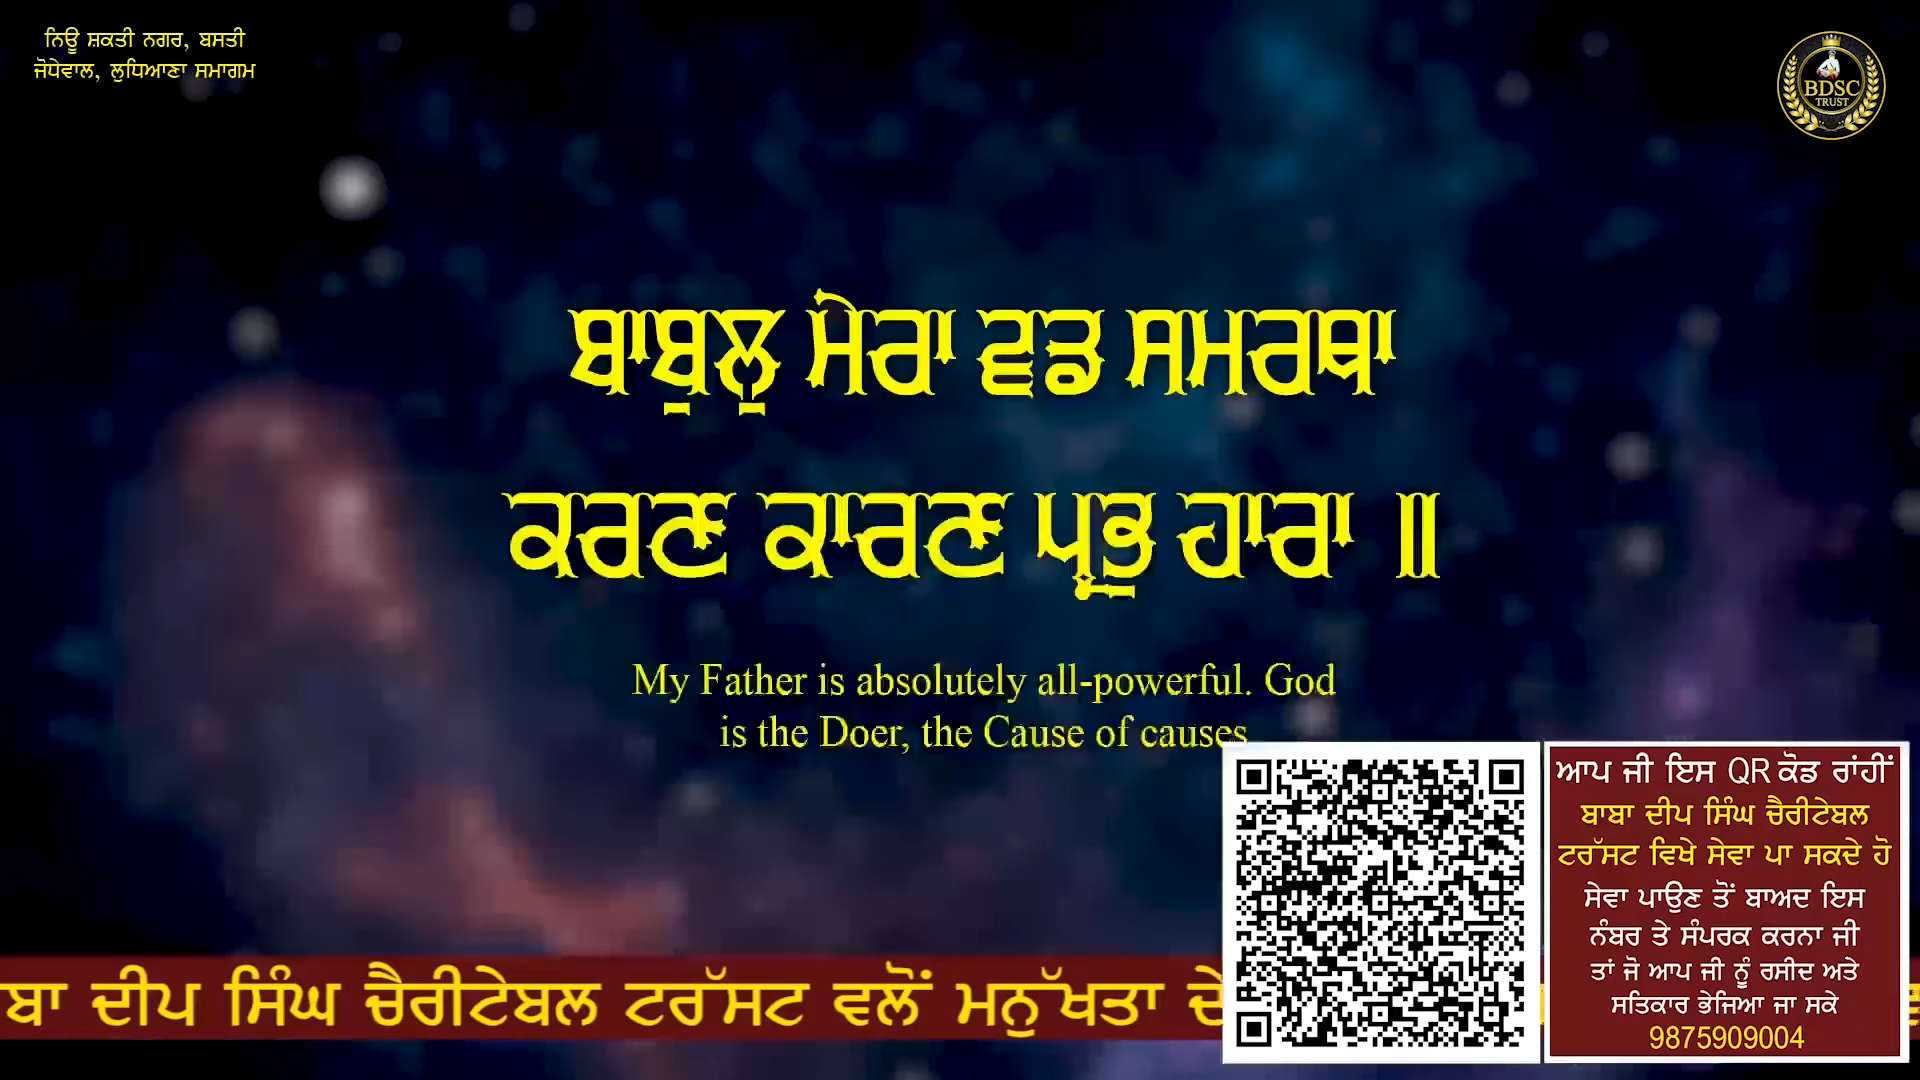 ਨਿਊ ਸ਼ਕਤੀ ਨਗਰ, ਬਸਤੀ
ਜੋਧੇਵਾਲ, ਲੁਧਿਆਣਾ ਸਮਾਗਮ
BDSC
TRUST
ਬਾਬੁਲੁ ਮੇਰਾ ਵਡ ਸਮਰਥਾ
ਕਰਣ ਕਾਰਣ ਪ੍ਰਭੁ ਹਾਰਾ ॥
My Father is absolutely all-powerful. God
is the Doer, the Cause of causes
ਆਪ ਜੀ ਇਸ QR ਕੋਡ ਰਾਂਹੀਂ
ਬਾਬਾ ਦੀਪ ਸਿੰਘ ਚੈਰੀਟੇਬਲ
ਟਰੱਸਟ ਵਿਖੇ ਸੇਵਾ ਪਾ ਸਕਦੇ ਹੋ
ਸੇਵਾ ਪਾਉਣ ਤੋਂ ਬਾਅਦ ਇਸ
ਨੰਬਰ ਤੇ ਸੰਪਰਕ ਕਰਨਾ ਜੀ
ਤਾਂ ਜੋ ਆਪ ਜੀ ਨੂੰ ਰਸੀਦ ਅਤੇ
ਸਤਿਕਾਰ ਭੇਜਿਆ ਜਾ ਸਕੇ
9875909004
ਬਾ ਦੀਪ ਸਿੰਘ ਚੈਰੀਟੇਬਲ ਟਰੱਸਟ ਵਲੋਂ ਮਨੁੱਖਤਾ ਦੇ